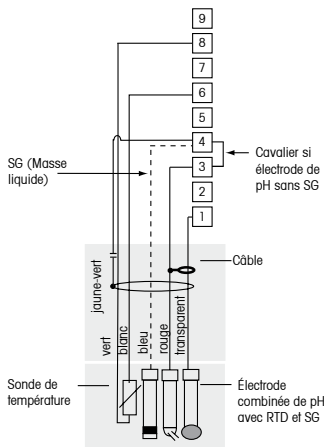 9
8
7
6
5
4
3
2
1
SG (Masse
liquide)
Cavalier si
électrode de
pH sans SG
Câble
jaune-vert
vert
blanc
bleu
rouge
transparent
Sonde de
température
Électrode
combinée de pH
avec RTD et SG